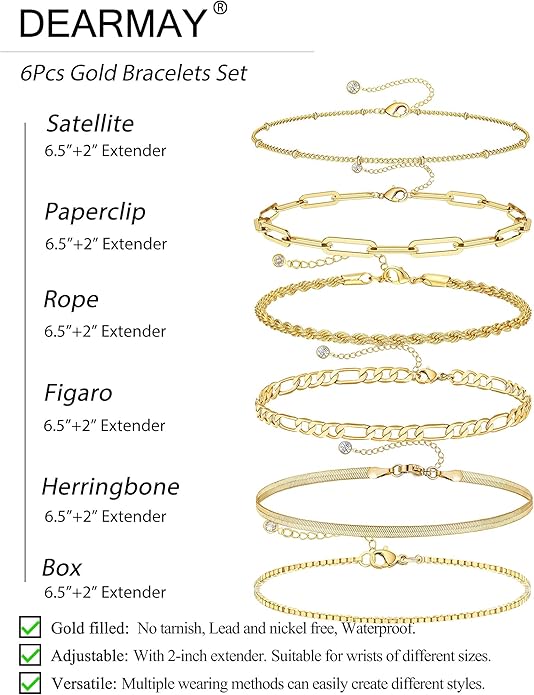 DEARMAY ®
6Pcs Gold Bracelets Set
Satellite
6.5”+2” Extender
Paperclip
6.5”+2” Extender
Rope
6.5”+2” Extender
Figaro
6.5”+2” Extender
Herringbone
6.5”+2” Extender
Box
6.5”+2” Extender
Gold filled: No tarnish, Lead and nickel free, Waterproof.
Adjustable: With 2-inch extender. Suitable for wrists of different sizes.
Versatile: Multiple wearing methods can easily create different styles.